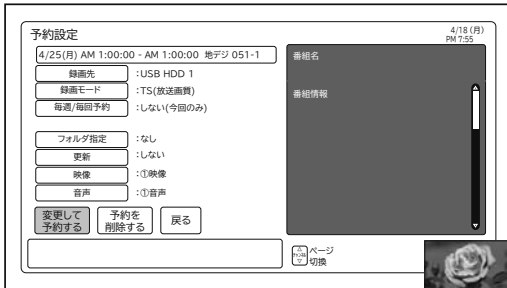 予約設定
4/18 (月)
PM 7:55
4/25(月) AM 1:00:00 - AM 1:00:00 地デジ 051-1
番組名
録画先 :USB HDD 1
録画モード :TS(放送画質)
番組情報
毎週/毎回予約 :しない(今回のみ)
フォルダ指定 :なし
更新 :しない
映像 :①映像
音声 :①音声
変更して
予約する
予約を
削除する
戻る
チャンネル
ページ
切換